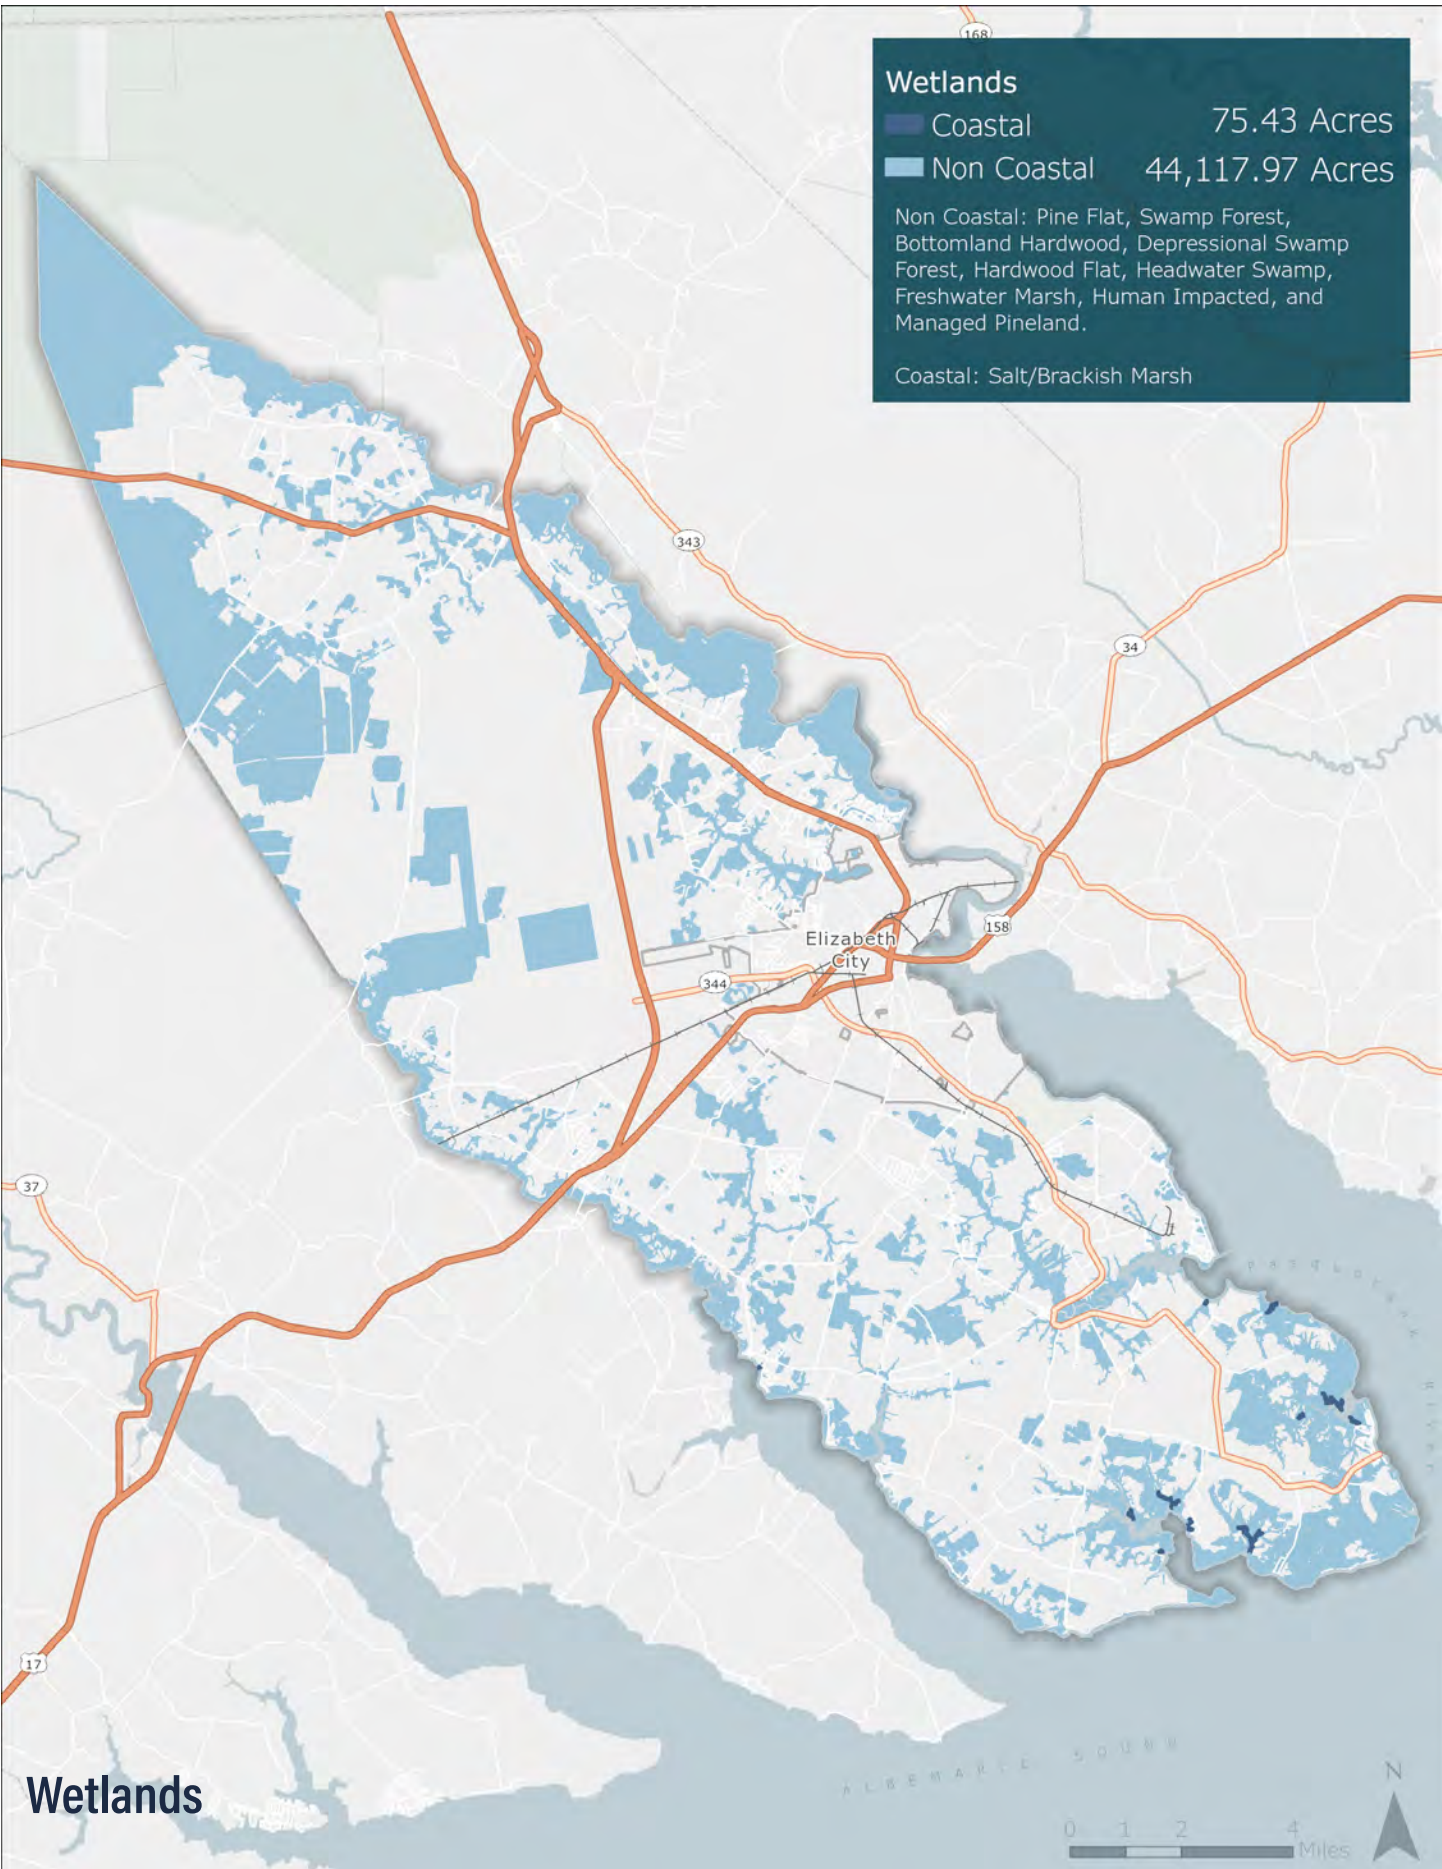 168
Wetlands
Coastal 75.43 Acres
Non Coastal 44,117.97 Acres
Non Coastal: Pine Flat, Swamp Forest,
Bottomland Hardwood, Depressional Swamp
Forest, Hardwood Flat, Headwater Swamp,
Freshwater Marsh, Human Impacted, and
Managed Pineland.
Coastal: Salt/Brackish Marsh
343
34
158
Elizabeth
City
344
37
PASQUOTANK RIVER
17
ALBEMARLE SOUND
Wetlands
N
0 1 2 4
Miles